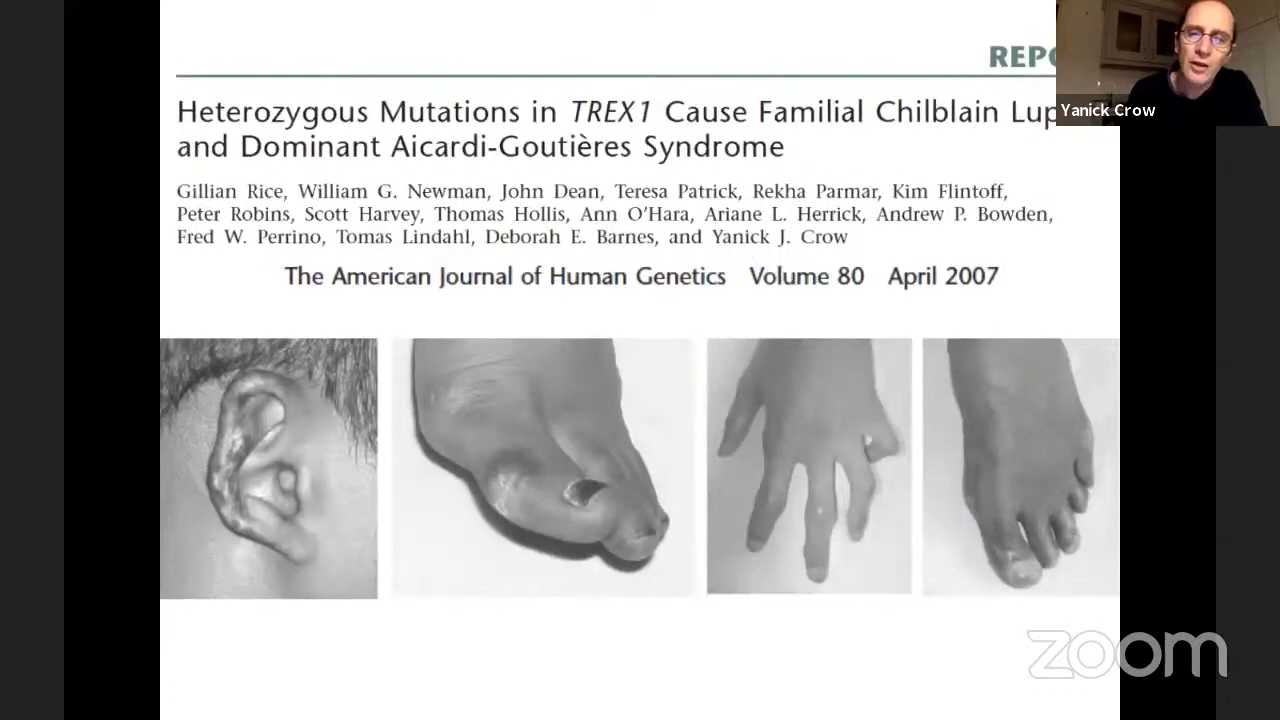 REPO
Yanick Crow
Heterozygous Mutations in TREX1 Cause Familial Chilblain Lup
and Dominant Aicardi-Goutières Syndrome
Gillian Rice, William G. Newman, John Dean, Teresa Patrick, Rekha Parmar, Kim Flintoff,
Peter Robins, Scott Harvey, Thomas Hollis, Ann O'Hara, Ariane L. Herrick, Andrew P. Bowden,
Fred W. Perrino, Tomas Lindahl, Deborah E. Barnes, and Yanick J. Crow
The American Journal of Human Genetics Volume 80 April 2007
zoom